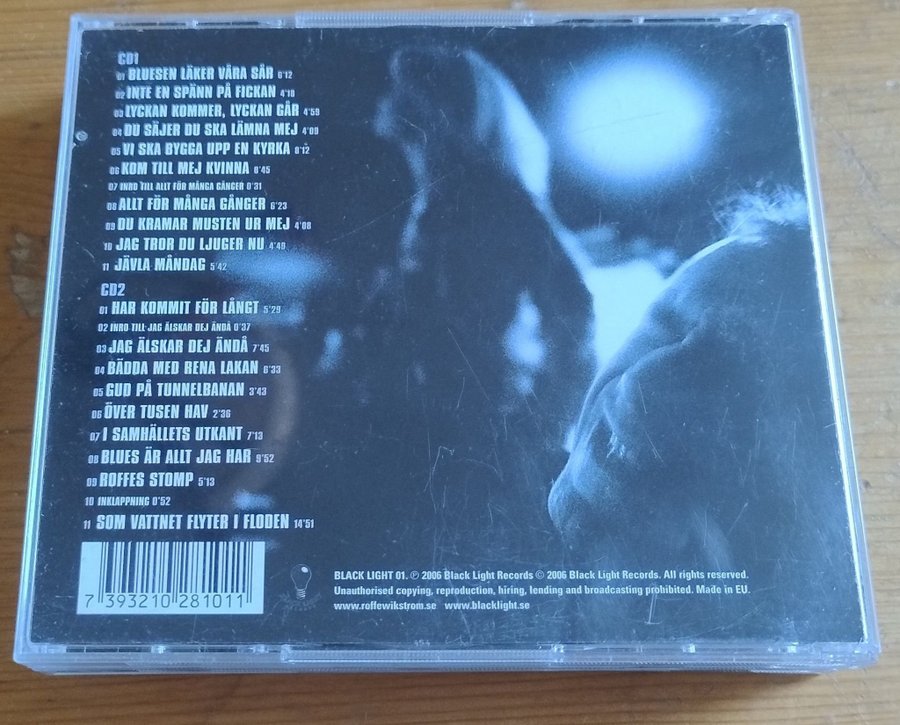 CD1
01 BLUESEN LÄKER VÅRA SÅR 6'12
02 INTE EN SPÄNN PÅ FICKAN 4'18
03 LYCKAN KOMMER, LYCKAN GÅR 4'59
04 DU SÄJER DU SKA LÄMNA MEJ 4'09
05 VI SKA BYGGA UPP EN KYRKA 8'12
06 KOM TILL MEJ KVINNA 6'45
07 INRO TILL ALLT FÖR MÅNGA GÅNGER 0'31
08 ALLT FÖR MÅNGA GÅNGER 6'23
09 DU KRAMAR MUSTEN UR MEJ 4'08
10 JAG TROR DU LJUGER NU 4'49
11 JÄVLA MÅNDAG 5'42
CD2
01 HAR KOMMIT FÖR LÅNGT 5'29
02 INRO TILL JAG ÄLSKAR DEJ ÄNDÅ 0'37
03 JAG ÄLSKAR DEJ ÄNDÅ 7'45
04 BÄDDA MED RENA LAKAN 6'33
05 GUD PÅ TUNNELBANAN 3'43
06 ÖVER TUSEN HAV 2'36
07 I SAMHÄLLETS UTKANT 7'13
08 BLUES ÄR ALLT JAG HAR 9'52
09 ROFFES STOMP 5'13
10 INKLAPPNING 0'52
11 SOM VATTNET FLYTER I FLODEN 14'51
7 393210 281011
BLACK LIGHT 01. ℗ 2006 Black Light Records © 2006 Black Light Records. All rights reserved.
Unauthorised copying, reproduction, hiring, lending and broadcasting prohibited. Made in EU.
www.roffewikstrom.se www.blacklight.se